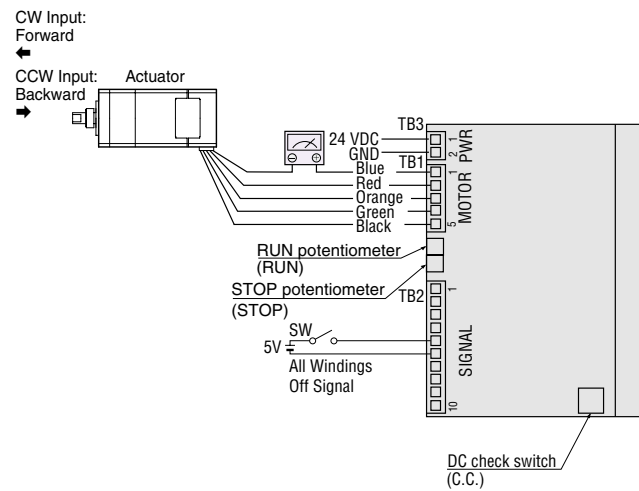 CW Input:
Forward
CCW Input:
Backward
Actuator
TB3
24 VDC
GND
1
2
PWR
TB1
Blue
Red
Orange
Green
Black
1
5
MOTOR
RUN potentiometer
(RUN)
STOP potentiometer
(STOP)
TB2
1
10
SIGNAL
SW
5V
All Windings
Off Signal
DC check switch
(C.C.)